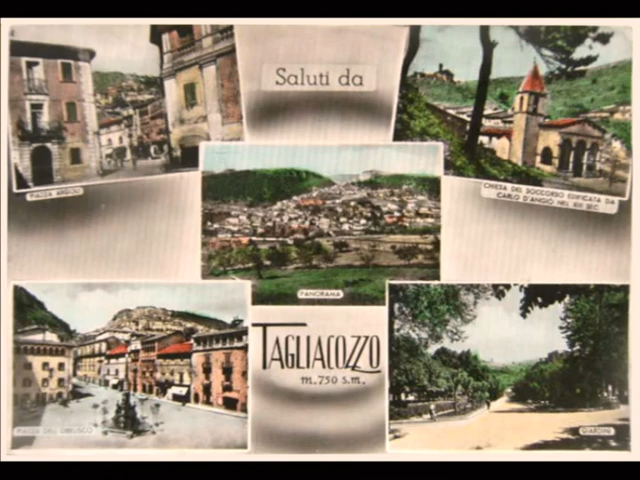 Saluti da
PIAZZA ARGOLI
CHIESA DEL SOCCORSO EDIFICATA DA
CARLO D'ANGIÒ NEL XIII SEC.
PANORAMA
TAGLIACOZZO
m. 750 s.m.
PIAZZA DELL'OBELISCO
GIARDINI